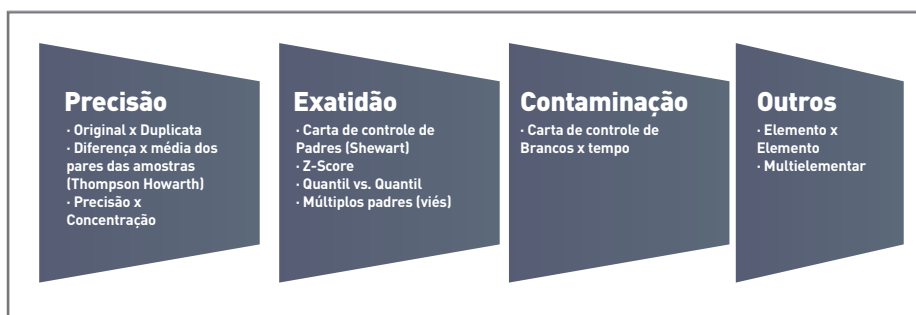 Precisão
· Original x Duplicata
· Diferença x média dos
pares das amostras
(Thompson Howarth)
· Precisão x
Concentração
Exatidão
· Carta de controle de
Padres (Shewart)
· Z-Score
· Quantil vs. Quantil
· Múltiplos padres (viés)
Contaminação
· Carta de controle de
Brancos x tempo
Outros
· Elemento x
Elemento
· Multielementar